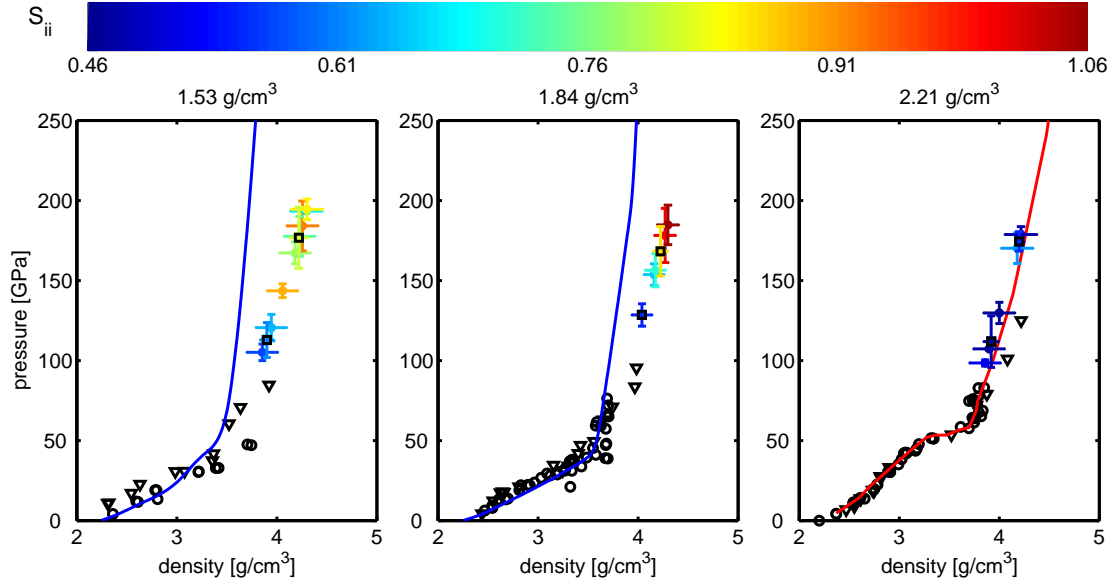 S_ii
0.46 0.61 0.76 0.91 1.06
1.53 g/cm³ 1.84 g/cm³ 2.21 g/cm³
250 250 250
200 200 200
150 150 150
100 100 100
50 50 50
0 0 0
pressure [GPa]
2 3 4 5 2 3 4 5 2 3 4 5
density [g/cm³] density [g/cm³] density [g/cm³]